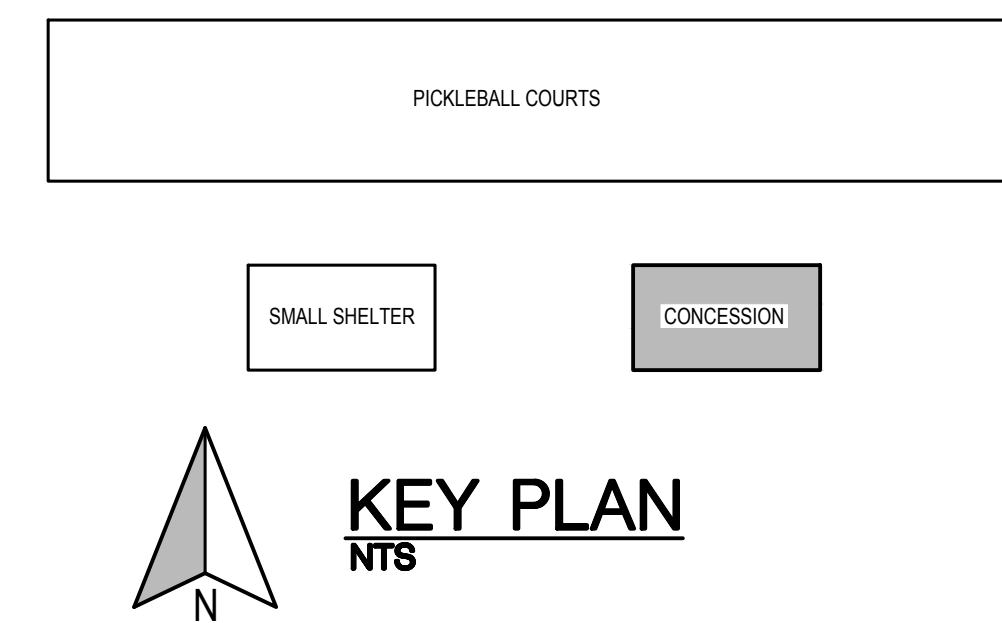 PICKLEBALL COURTS
SMALL SHELTER
CONCESSION
KEY PLAN
NTS
N